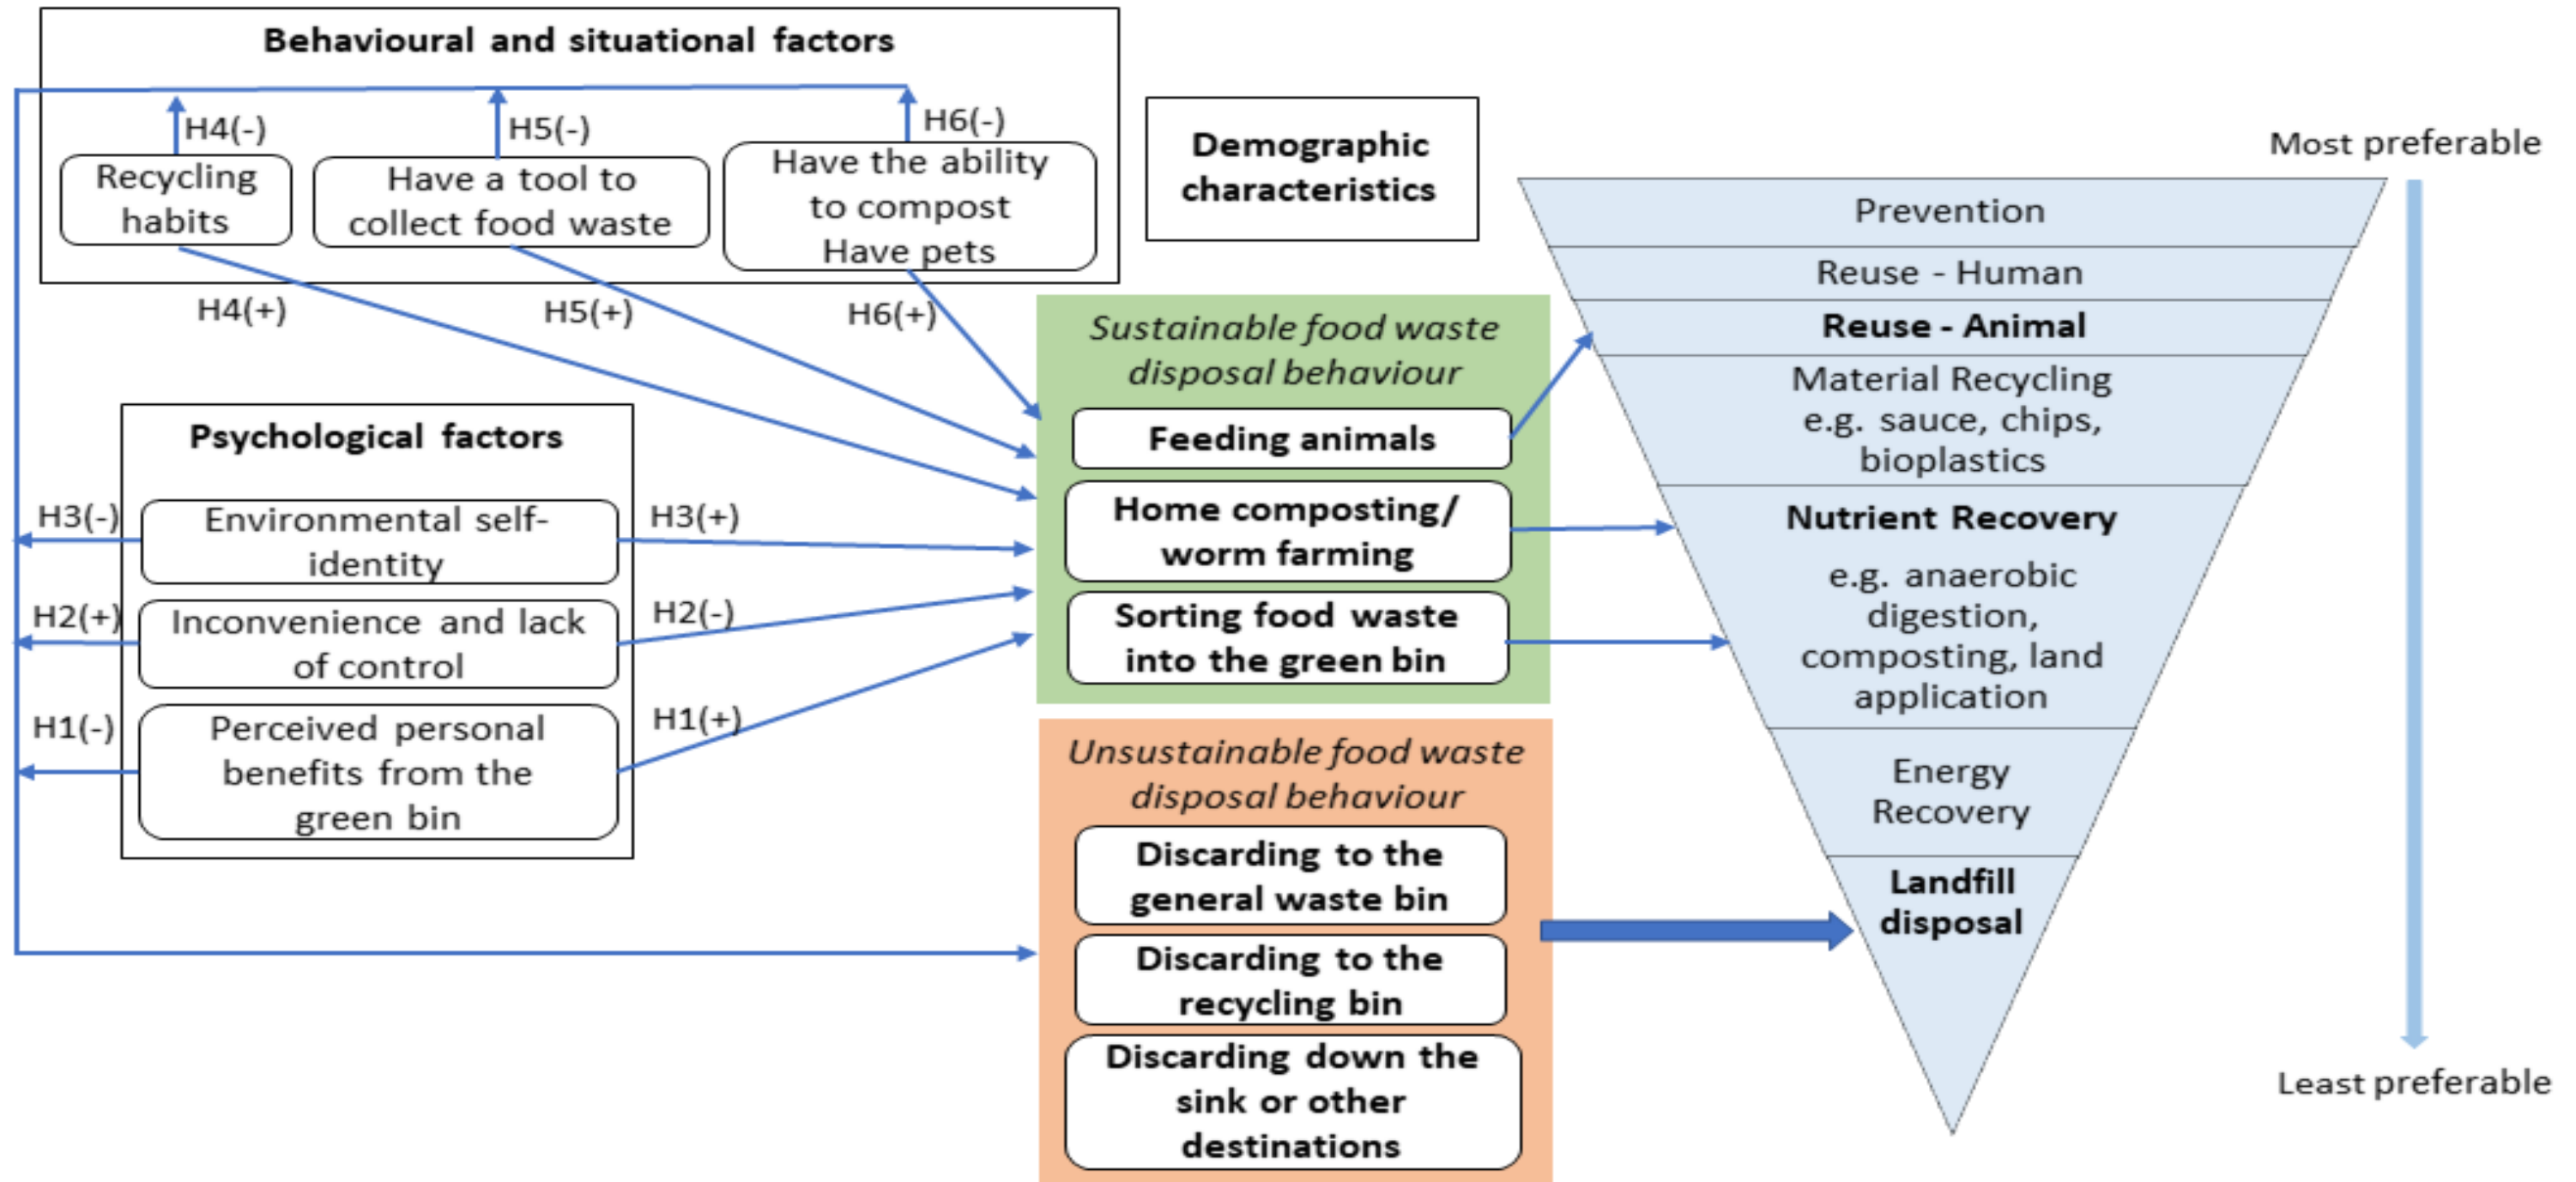 Behavioural and situational factors
H4(-)
H5(-)
H6(-)
Recycling
habits
Have a tool to
collect food waste
Have the ability
to compost
Have pets
H4(+)
H5(+)
H6(+)
Demographic
characteristics
Psychological factors
H3(-)
Environmental self-
identity
H3(+)
H2(+)
Inconvenience and lack
of control
H2(-)
H1(-)
Perceived personal
benefits from the
green bin
H1(+)
Sustainable food waste
disposal behaviour
Feeding animals
Home composting/
worm farming
Sorting food waste
into the green bin
Unsustainable food waste
disposal behaviour
Discarding to the
general waste bin
Discarding to the
recycling bin
Discarding down the
sink or other
destinations
Most preferable
Prevention
Reuse - Human
Reuse - Animal
Material Recycling
e.g. sauce, chips,
bioplastics
Nutrient Recovery
e.g. anaerobic
digestion,
composting, land
application
Energy
Recovery
Landfill
disposal
Least preferable